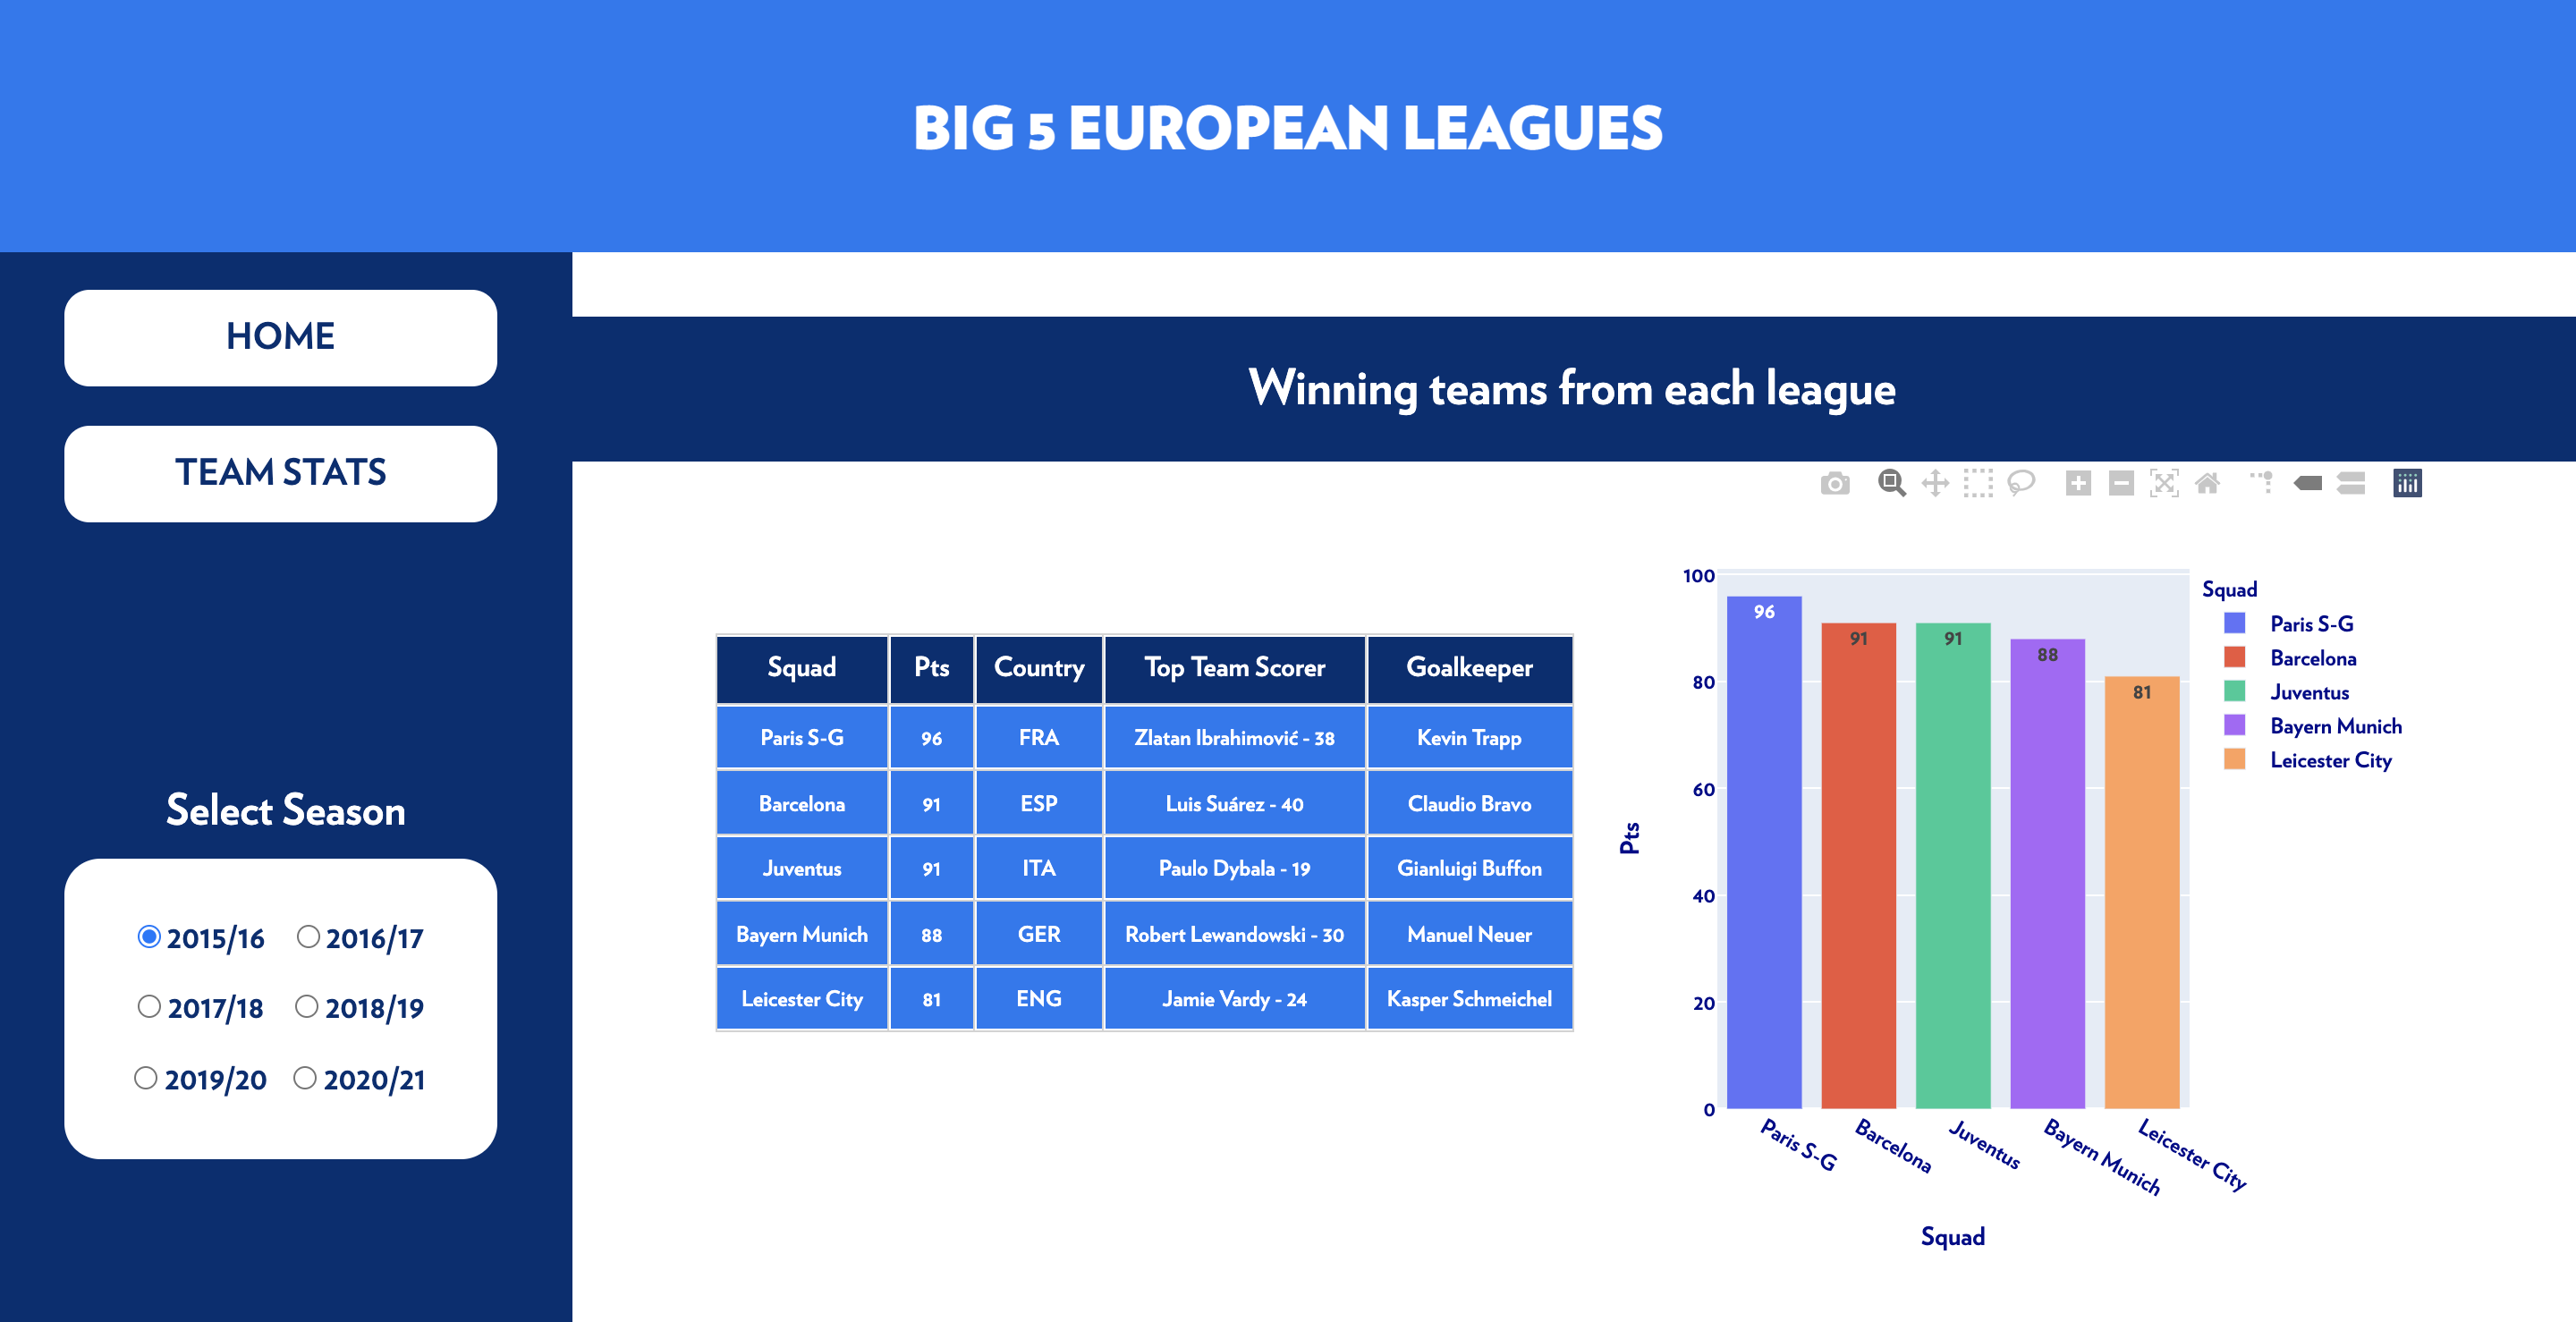 BIG 5 EUROPEAN LEAGUES
HOME
TEAM STATS
Select Season
2015/16 2016/17
2017/18 2018/19
2019/20 2020/21
Winning teams from each league
Squad Pts Country Top Team Scorer Goalkeeper
Paris S-G 96 FRA Zlatan Ibrahimović - 38 Kevin Trapp
Barcelona 91 ESP Luis Suárez - 40 Claudio Bravo
Juventus 91 ITA Paulo Dybala - 19 Gianluigi Buffon
Bayern Munich 88 GER Robert Lewandowski - 30 Manuel Neuer
Leicester City 81 ENG Jamie Vardy - 24 Kasper Schmeichel
Pts
100
80
60
40
20
0
96
91
91
88
81
Paris S-G
Barcelona
Juventus
Bayern Munich
Leicester City
Squad
Squad
Paris S-G
Barcelona
Juventus
Bayern Munich
Leicester City